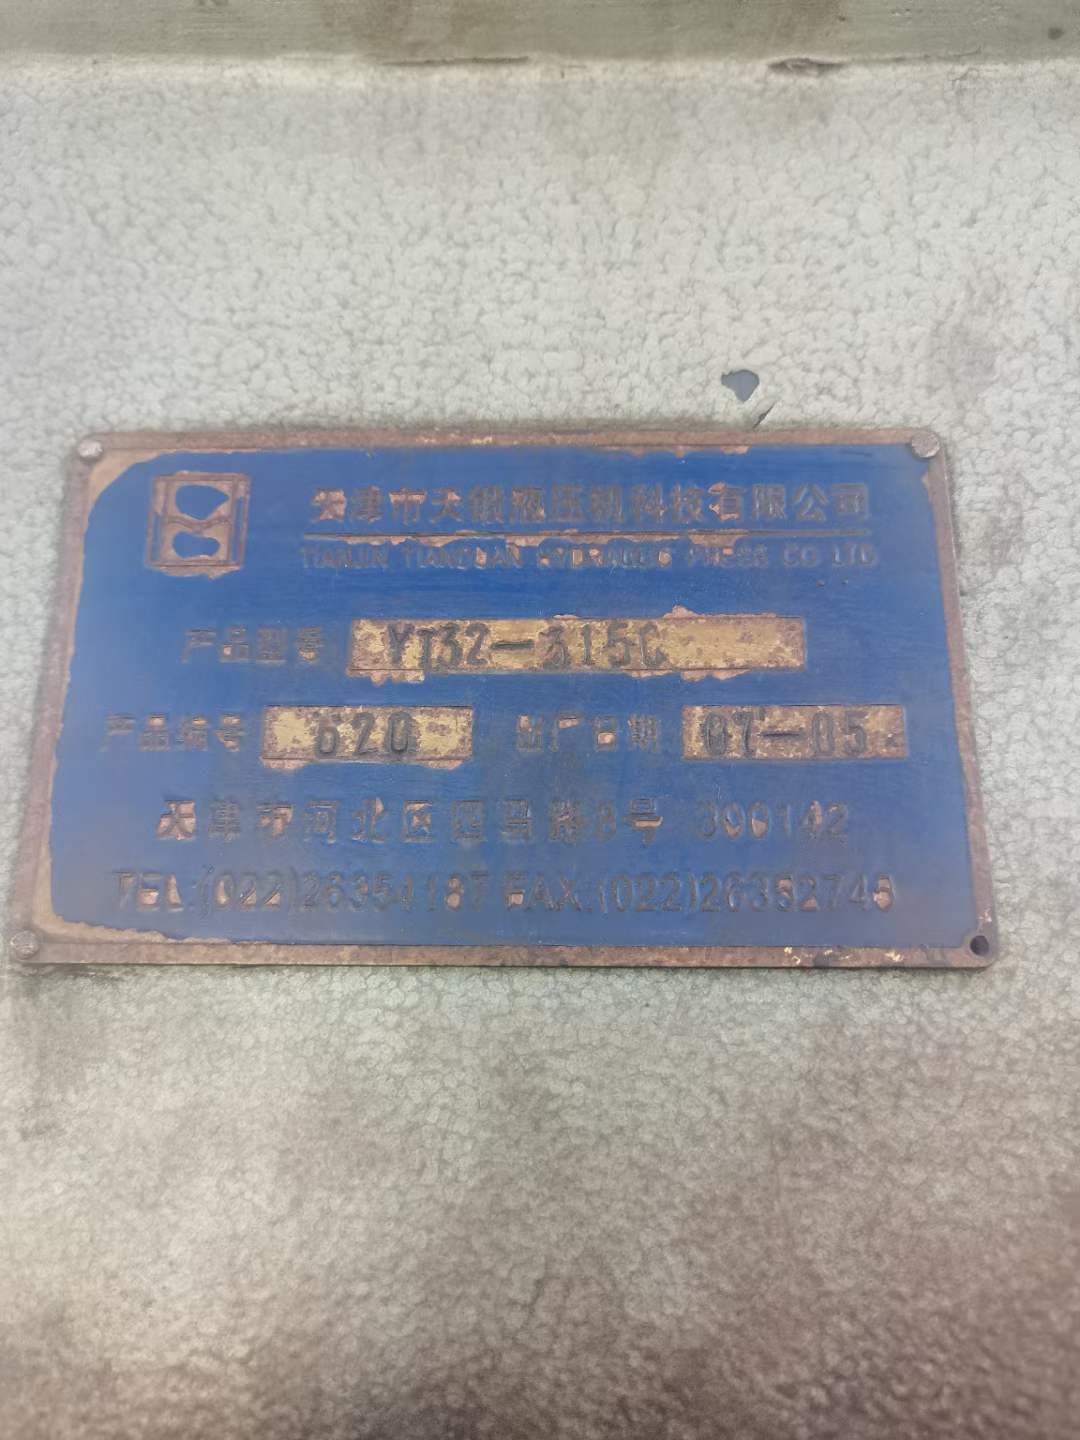 天津市天锻液压机科技有限公司
TIANJIN TIANDUAN HYDRAULIC PRESS CO LTD
产品型号 YT32-315C
产品编号 620 出厂日期 07-05
天津市河北区四马路8号 300142
TEL:(022)26354187 FAX:(022)26352745